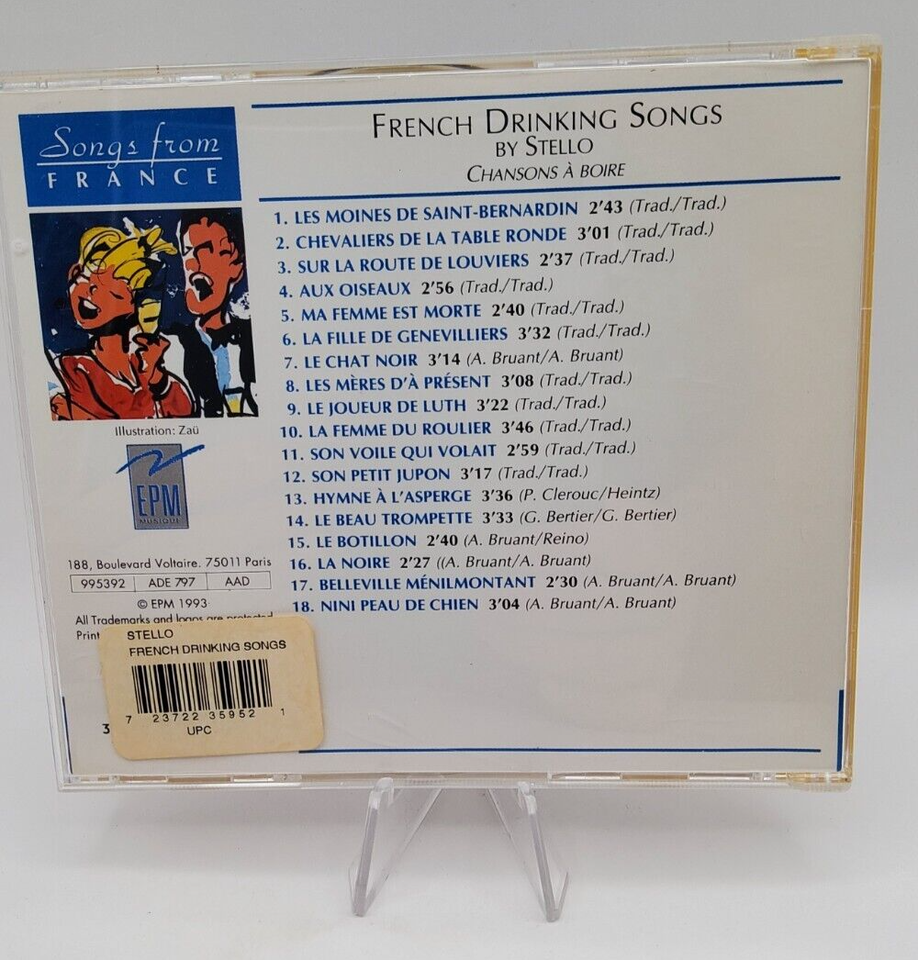 Songs from
FRANCE
FRENCH DRINKING SONGS
BY STELLO
CHANSONS À BOIRE
1. LES MOINES DE SAINT-BERNARDIN 2'43 (Trad./Trad.)
2. CHEVALIERS DE LA TABLE RONDE 3'01 (Trad./Trad.)
3. SUR LA ROUTE DE LOUVIERS 2'37 (Trad./Trad.)
4. AUX OISEAUX 2'56 (Trad./Trad.)
5. MA FEMME EST MORTE 2'40 (Trad./Trad.)
6. LA FILLE DE GENEVILLIERS 3'32 (Trad./Trad.)
7. LE CHAT NOIR 3'14 (A. Bruant/A. Bruant)
8. LES MÈRES D'À PRÉSENT 3'08 (Trad./Trad.)
9. LE JOUEUR DE LUTH 3'22 (Trad./Trad.)
10. LA FEMME DU ROULIER 3'46 (Trad./Trad.)
11. SON VOILE QUI VOLAIT 2'59 (Trad./Trad.)
12. SON PETIT JUPON 3'17 (Trad./Trad.)
13. HYMNE À L'ASPERGE 3'36 (P. Clerouc/Heintz)
14. LE BEAU TROMPETTE 3'33 (G. Bertier/G. Bertier)
15. LE BOTILLON 2'40 (A. Bruant/Reino)
16. LA NOIRE 2'27 ((A. Bruant/A. Bruant)
17. BELLEVILLE MÉNILMONTANT 2'30 (A. Bruant/A. Bruant)
18. NINI PEAU DE CHIEN 3'04 (A. Bruant/A. Bruant)
Illustration: Zaü
EPM
MUSIQUE
188, Boulevard Voltaire. 75011 Paris
995392 ADE 797 AAD
© EPM 1993
All Trademarks and logos are protected
Print
STELLO
FRENCH DRINKING SONGS
7 23722 35952 1
UPC
3